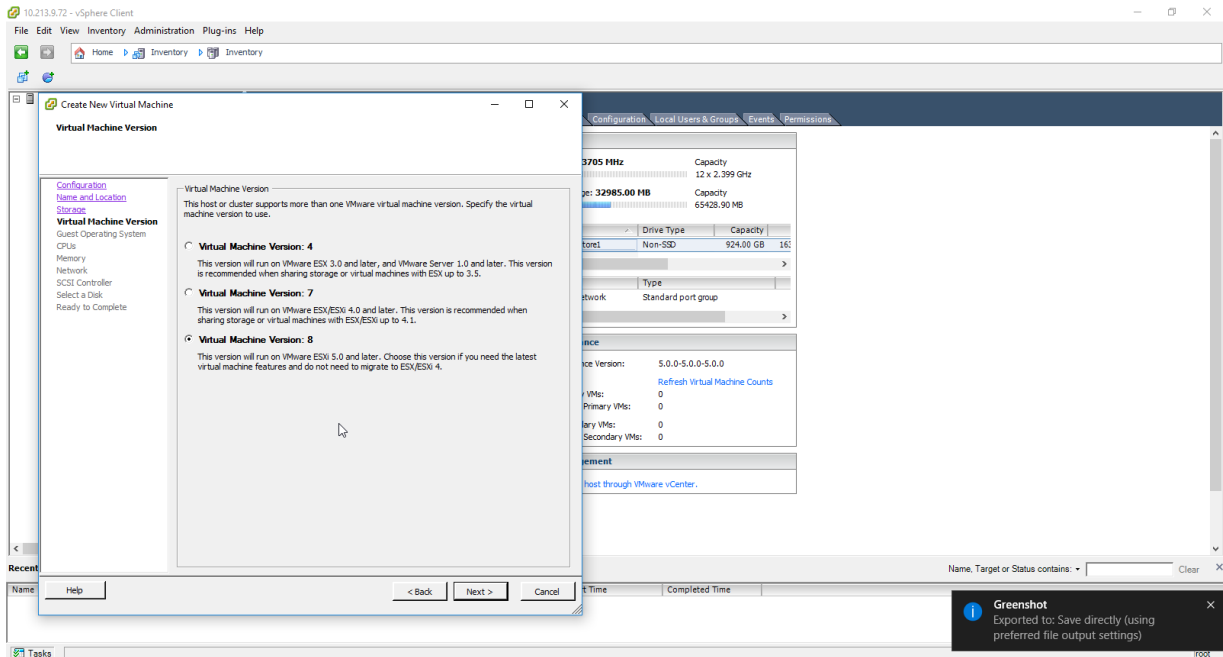 10.213.9.72 - vSphere Client
File Edit View Inventory Administration Plug-ins Help
Home Inventory Inventory
Create New Virtual Machine
Virtual Machine Version
Configuration
Name and Location
Storage
Virtual Machine Version
Guest Operating System
CPUs
Memory
Network
SCSI Controller
Select a Disk
Ready to Complete
Virtual Machine Version
This host or cluster supports more than one VMware virtual machine version. Specify the virtual
machine version to use.
Virtual Machine Version: 4
This version will run on VMware ESX 3.0 and later, and VMware Server 1.0 and later. This version
is recommended when sharing storage or virtual machines with ESX up to 3.5.
Virtual Machine Version: 7
This version will run on VMware ESX/ESXi 4.0 and later. This version is recommended when
sharing storage or virtual machines with ESX/ESXi up to 4.1.
Virtual Machine Version: 8
This version will run on VMware ESXi 5.0 and later. Choose this version if you need the latest
virtual machine features and do not need to migrate to ESX/ESXi 4.
Help
< Back Next > Cancel
Configuration Local Users & Groups Events Permissions
3705 MHz Capacity
12 x 2.399 GHz
ge: 32985.00 MB Capacity
65428.90 MB
Drive Type Capacity
tore1 Non-SSD 924.00 GB 163
Type
etwork Standard port group
nce
nce Version: 5.0.0-5.0.0-5.0.0
Refresh Virtual Machine Counts
y VMs: 0
Primary VMs: 0
dary VMs: 0
Secondary VMs: 0
gement
host through VMware vCenter.
Recent
Name, Target or Status contains: Clear
Name
t Time Completed Time
Greenshot
Exported to: Save directly (using
preferred file output settings)
Tasks
root